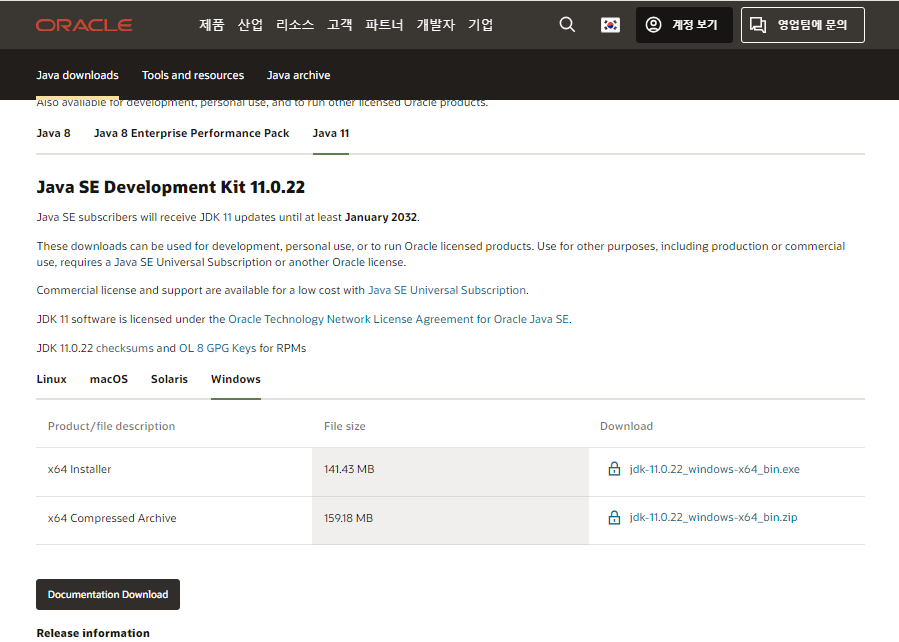 ORACLE
제품 산업 리소스 고객 파트너 개발자 기업
계정 보기
영업팀에 문의
Java downloads Tools and resources Java archive
Also available for development, personal use, and to run other licensed Oracle products.
Java 8 Java 8 Enterprise Performance Pack Java 11
Java SE Development Kit 11.0.22
Java SE subscribers will receive JDK 11 updates until at least January 2032.
These downloads can be used for development, personal use, or to run Oracle licensed products. Use for other purposes, including production or commercial
use, requires a Java SE Universal Subscription or another Oracle license.
Commercial license and support are available for a low cost with Java SE Universal Subscription.
JDK 11 software is licensed under the Oracle Technology Network License Agreement for Oracle Java SE.
JDK 11.0.22 checksums and OL 8 GPG Keys for RPMs
Linux macOS Solaris Windows
Product/file description File size Download
x64 Installer 141.43 MB jdk-11.0.22_windows-x64_bin.exe
x64 Compressed Archive 159.18 MB jdk-11.0.22_windows-x64_bin.zip
Documentation Download
Release information